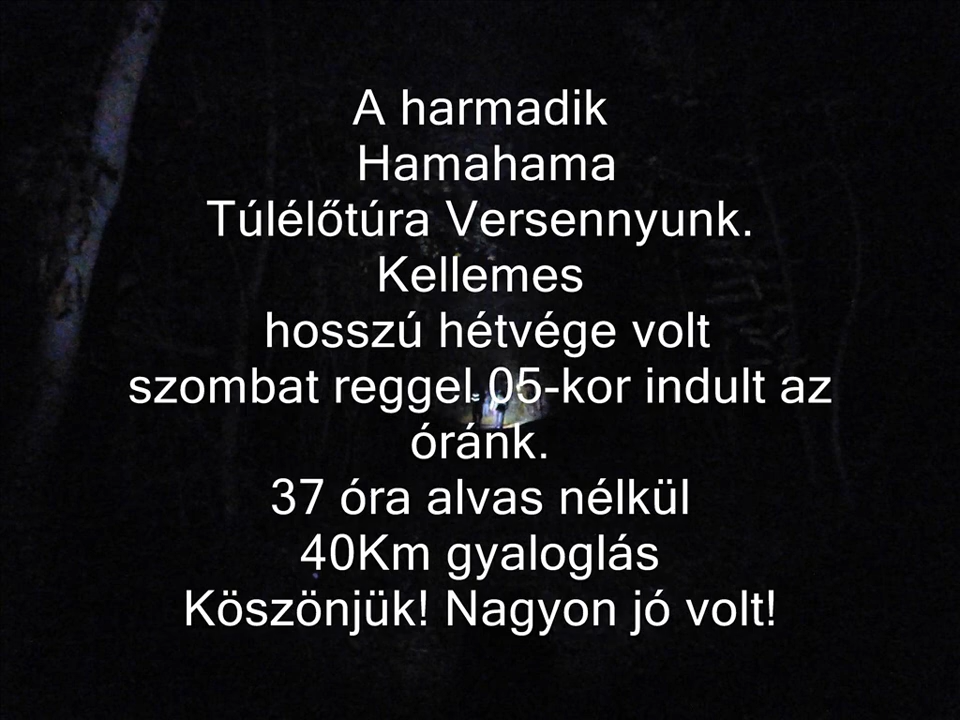 A harmadik
Hamahama
Túlélőtúra Versennyunk.
Kellemes
hosszú hétvége volt
szombat reggel 05-kor indult az
óránk.
37 óra alvas nélkül
40Km gyaloglás
Köszönjük! Nagyon jó volt!